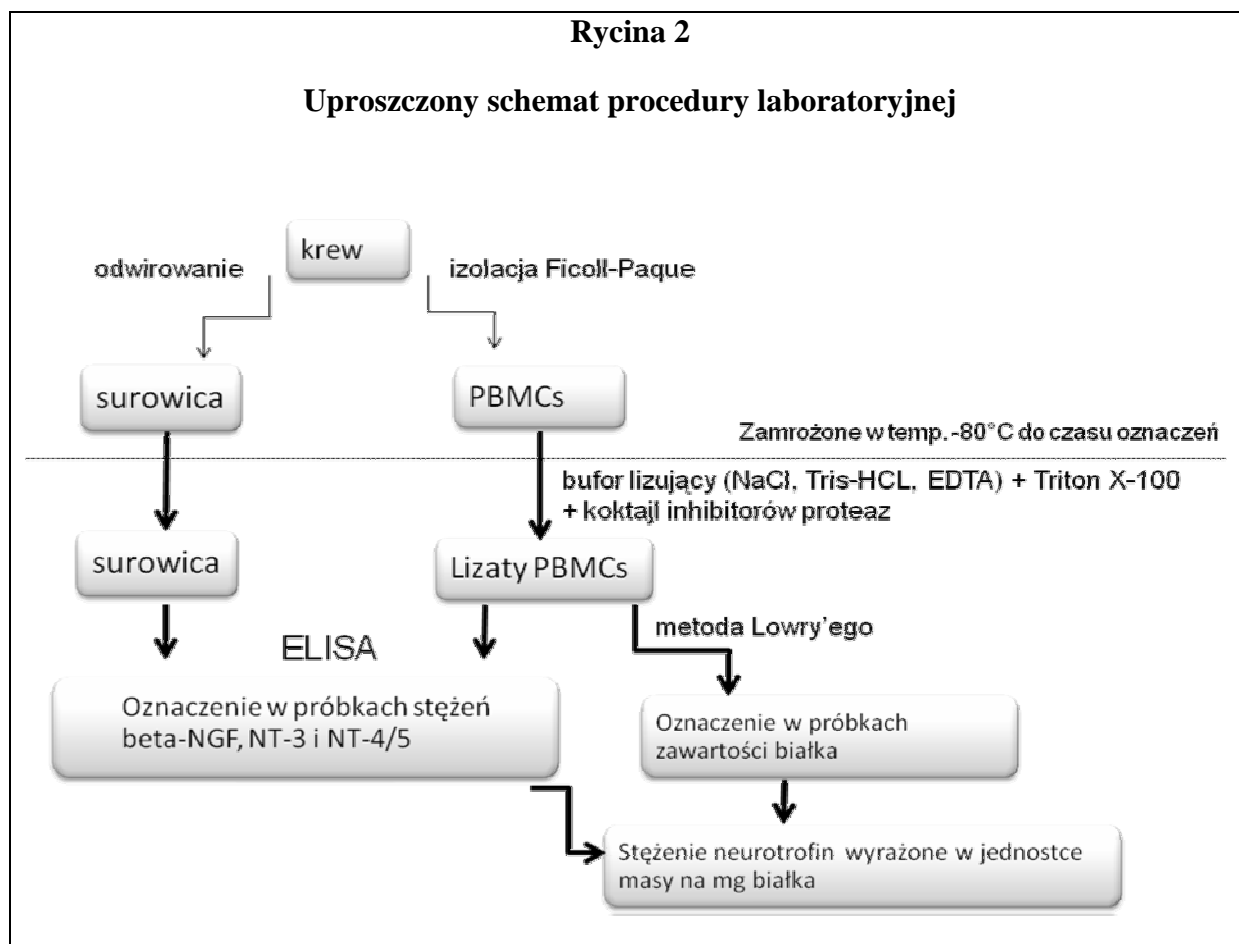 Rycina 2
Uproszczony schemat procedury laboratoryjnej
krew
odwirowanie
izolacja Ficoll-Paque
surowica
PBMCs
Zamrożone w temp. -80°C do czasu oznaczeń
bufor lizujący (NaCl, Tris-HCL, EDTA) + Triton X-100
+ koktajl inhibitorów proteaz
surowica
Lizaty PBMCs
metoda Lowry'ego
ELISA
Oznaczenie w próbkach stężeń
beta-NGF, NT-3 i NT-4/5
Oznaczenie w próbkach
zawartości białka
Stężenie neurotrofin wyrażone w jednostce
masy na mg białka